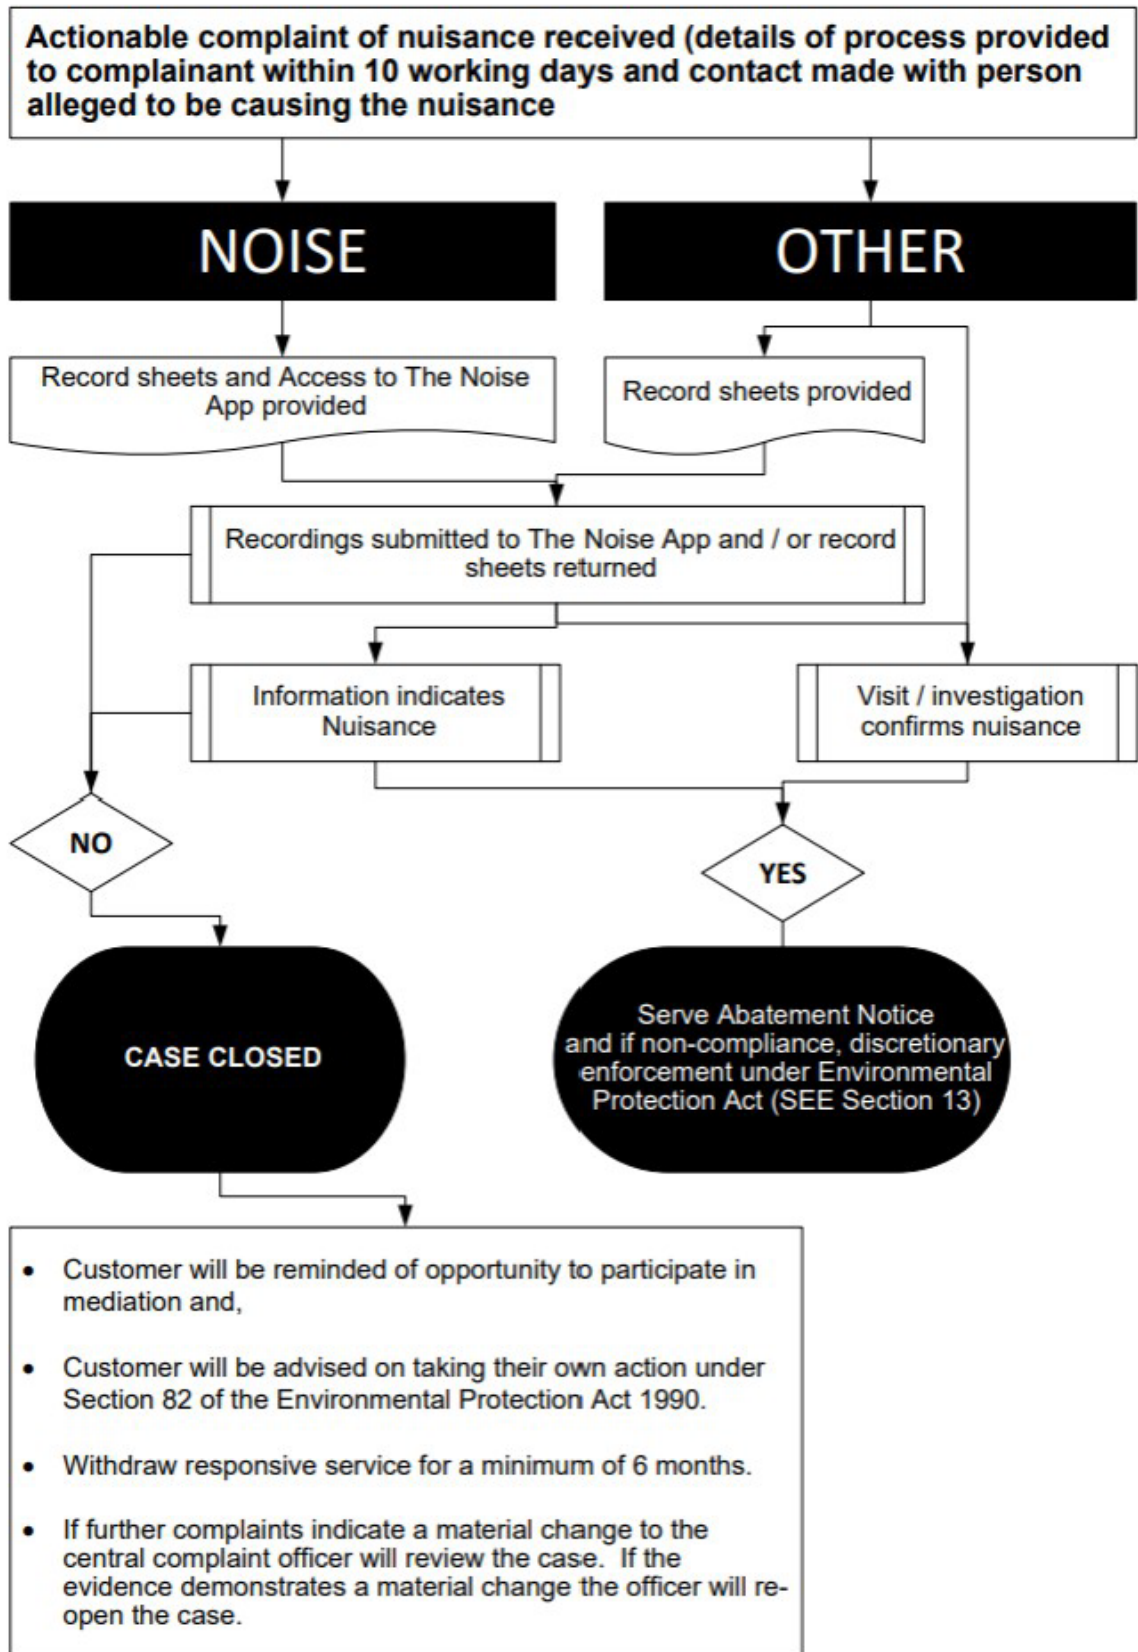 Actionable complaint of nuisance received (details of process provided
to complainant within 10 working days and contact made with person
alleged to be causing the nuisance
NOISE
OTHER
Record sheets and Access to The Noise
App provided
Record sheets provided
Recordings submitted to The Noise App and / or record
sheets returned
Information indicates
Nuisance
Visit / investigation
confirms nuisance
NO
YES
CASE CLOSED
Serve Abatement Notice
and if non-compliance, discretionary
enforcement under Environmental
Protection Act (SEE Section 13)
• Customer will be reminded of opportunity to participate in
mediation and,
• Customer will be advised on taking their own action under
Section 82 of the Environmental Protection Act 1990.
• Withdraw responsive service for a minimum of 6 months.
• If further complaints indicate a material change to the
central complaint officer will review the case. If the
evidence demonstrates a material change the officer will re-
open the case.